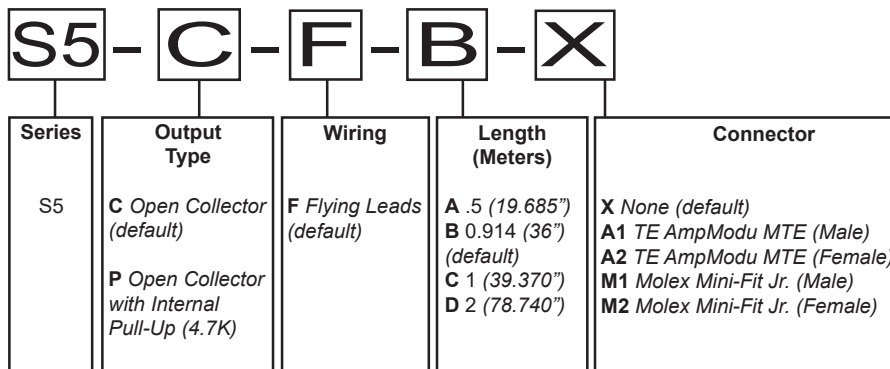 S5 - C - F - B - X
Series
S5
Output
Type
C Open Collector
(default)
P Open Collector
with Internal
Pull-Up (4.7K)
Wiring
F Flying Leads
(default)
Length
(Meters)
A .5 (19.685”)
B 0.914 (36”)
(default)
C 1 (39.370”)
D 2 (78.740”)
Connector
X None (default)
A1 TE AmpModu MTE (Male)
A2 TE AmpModu MTE (Female)
M1 Molex Mini-Fit Jr. (Male)
M2 Molex Mini-Fit Jr. (Female)